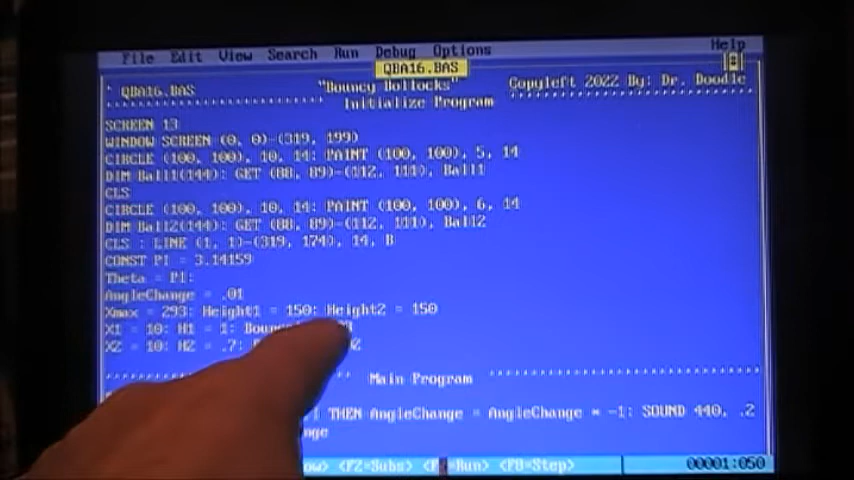 File Edit View Search Run Debug Options Help
QBA16.BAS
' QBA16.BAS "Bouncy Bollocks" Copyleft 2022 By: Dr. Doodle
Initialize Program
SCREEN 13
WINDOW SCREEN (0, 0)-(319, 199)
CIRCLE (100, 100), 10, 14: PAINT (100, 100), 5, 14
DIM Ball1(144): GET (88, 89)-(112, 111), Ball1
CLS
CIRCLE (100, 100), 10, 14: PAINT (100, 100), 6, 14
DIM Ball2(144): GET (88, 89)-(112, 111), Ball2
CLS : LINE (1, 1)-(319, 174), 14, B
CONST PI = 3.14159
Theta = PI:
AngleChange = .01
Xmax = 293: Height1 = 150: Height2 = 150
X1 = 10: H1 = 1:
X2 = 10: H2 = .7:
Main Program
THEN AngleChange = AngleChange * -1: SOUND 440, .2
<F2=Subs> <F5=Run> <F8=Step> 00001:050